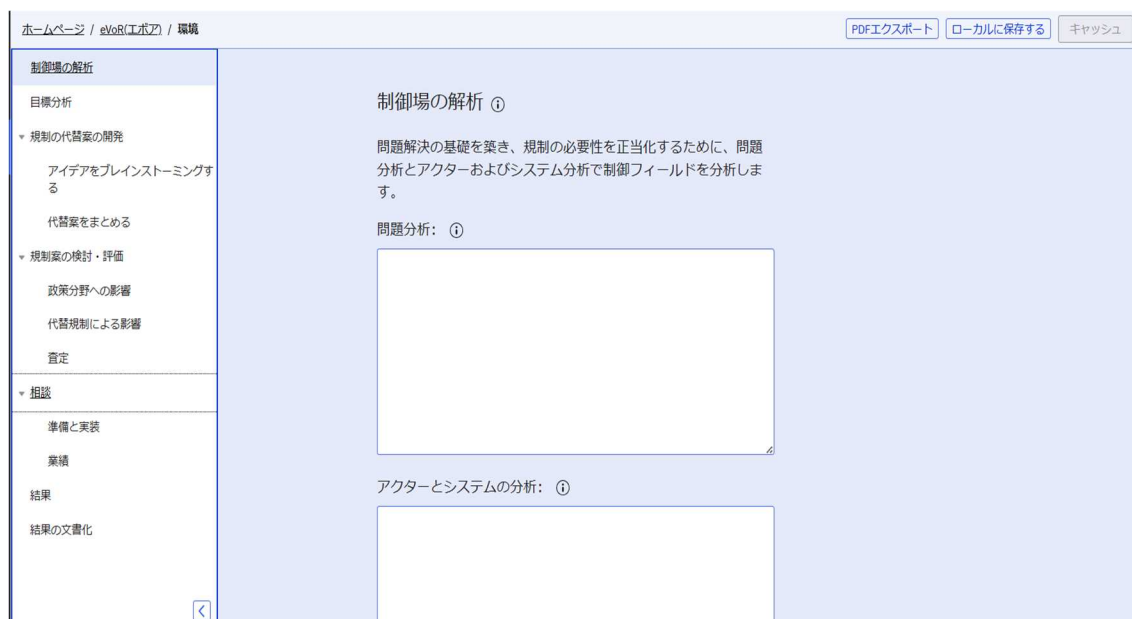 ホームページ / eVoR(エボア) / 環境
PDFエクスポート
ローカルに保存する
キャッシュ
制御場の解析
目標分析
規制の代替案の開発
アイデアをブレインストーミングす
る
代替案をまとめる
規制案の検討・評価
政策分野への影響
代替規制による影響
査定
相談
準備と実装
業績
結果
結果の文書化
制御場の解析
問題解決の基礎を築き、規制の必要性を正当化するために、問題
分析とアクターおよびシステム分析で制御フィールドを分析しま
す。
問題分析:
アクターとシステムの分析: